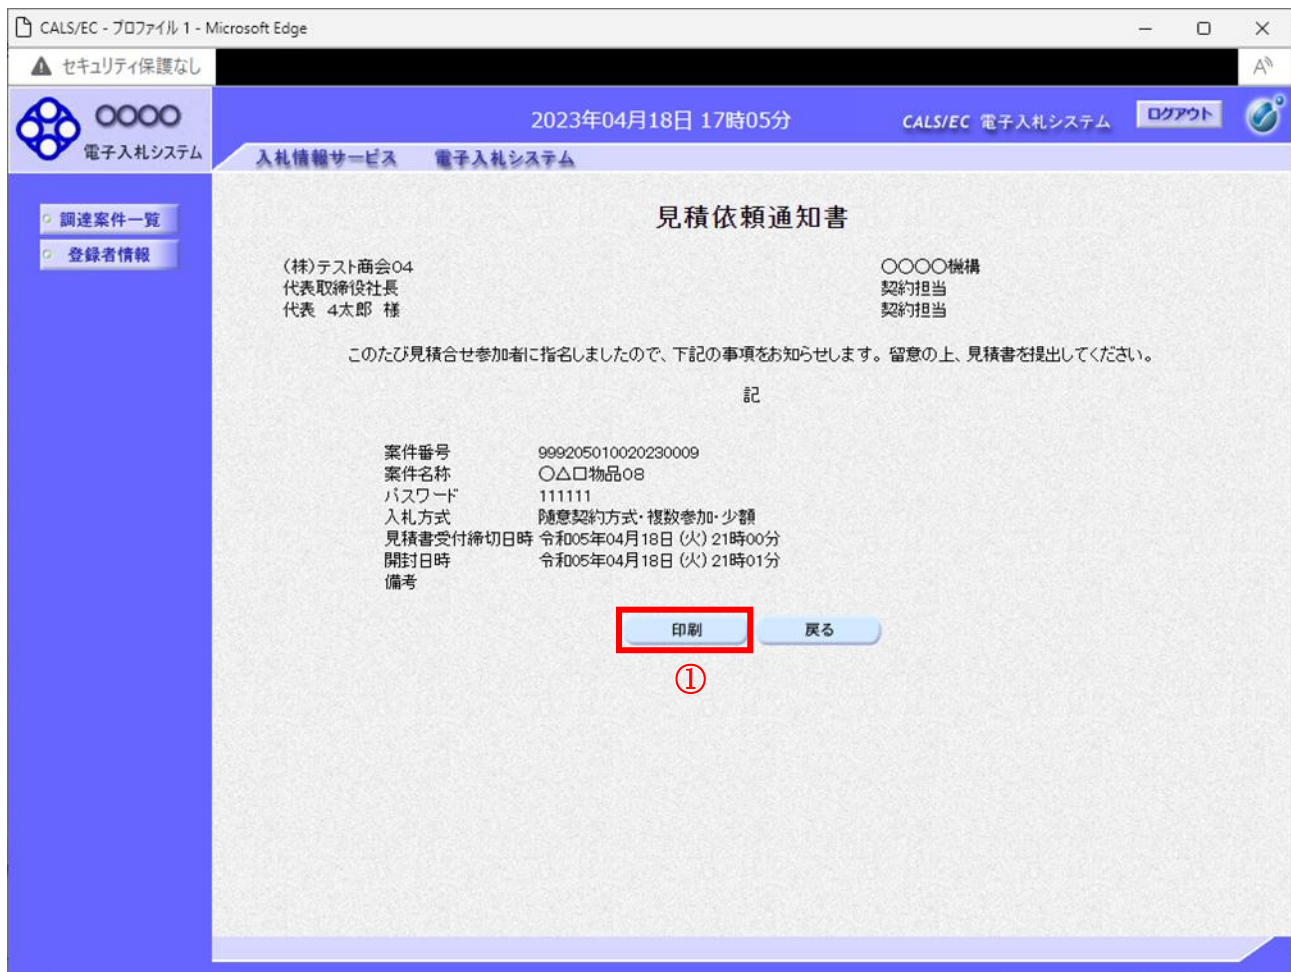 CALS/EC - プロファイル 1 - Microsoft Edge
セキュリティ保護なし
〇〇〇〇
電子入札システム
2023年04月18日 17時05分
CALS/EC 電子入札システム
ログアウト
入札情報サービス 電子入札システム
調達案件一覧
登録者情報
見積依頼通知書
(株)テスト商会04
代表取締役社長
代表 4太郎 様
〇〇〇〇機構
契約担当
契約担当
このたび見積合せ参加者に指名しましたので、下記の事項をお知らせします。留意の上、見積書を提出してください。
記
案件番号 999205010020230009
案件名称 〇△□物品08
パスワード 111111
入札方式 随意契約方式・複数参加・少額
見積書受付締切日時 令和05年04月18日 (火) 21時00分
開封日時 令和05年04月18日 (火) 21時01分
備考
印刷 戻る
①